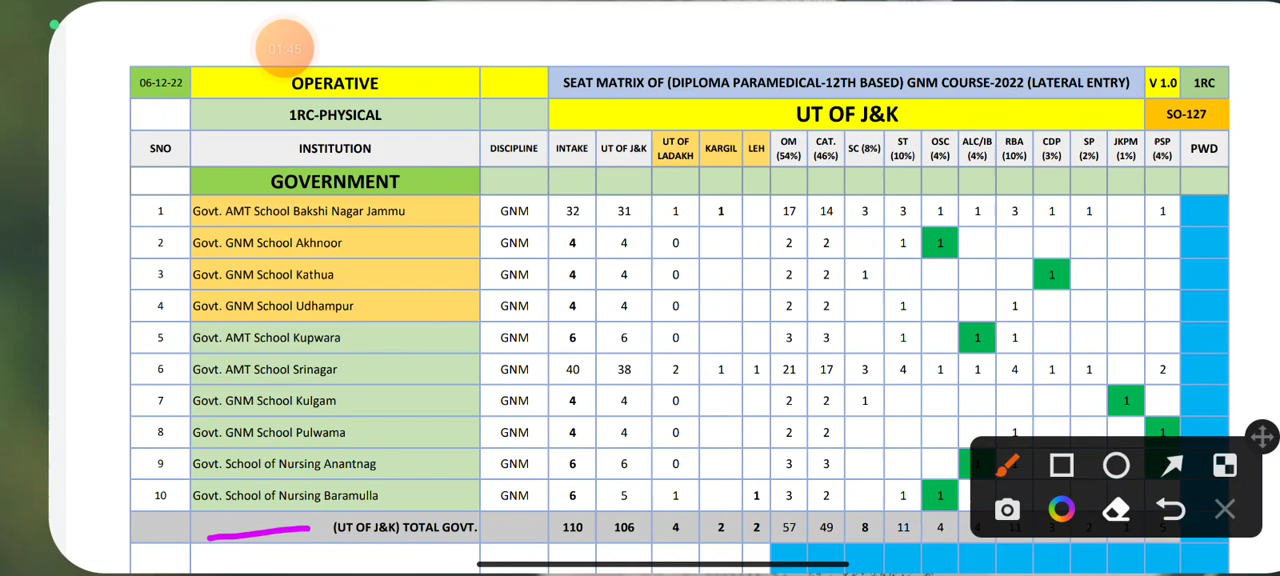 01:45
06-12-22 OPERATIVE SEAT MATRIX OF (DIPLOMA PARAMEDICAL-12TH BASED) GNM COURSE-2022 (LATERAL ENTRY) V 1.0 1RC
1RC-PHYSICAL UT OF J&K SO-127
SNO INSTITUTION DISCIPLINE INTAKE UT OF J&K UT OF LADAKH KARGIL LEH OM (54%) CAT. (46%) SC (8%) ST (10%) OSC (4%) ALC/IB (4%) RBA (10%) CDP (3%) SP (2%) JKPM (1%) PSP (4%) PWD
GOVERNMENT
1 Govt. AMT School Bakshi Nagar Jammu GNM 32 31 1 1 17 14 3 3 1 1 3 1 1 1
2 Govt. GNM School Akhnoor GNM 4 4 0 2 2 1 1
3 Govt. GNM School Kathua GNM 4 4 0 2 2 1 1
4 Govt. GNM School Udhampur GNM 4 4 0 2 2 1 1
5 Govt. AMT School Kupwara GNM 6 6 0 3 3 1 1 1
6 Govt. AMT School Srinagar GNM 40 38 2 1 1 21 17 3 4 1 1 4 1 1 2
7 Govt. GNM School Kulgam GNM 4 4 0 2 2 1 1
8 Govt. GNM School Pulwama GNM 4 4 0 2 2 1 1
9 Govt. School of Nursing Anantnag GNM 6 6 0 3 3
10 Govt. School of Nursing Baramulla GNM 6 5 1 1 3 2 1 1
(UT OF J&K) TOTAL GOVT. 110 106 4 2 2 57 49 8 11 4